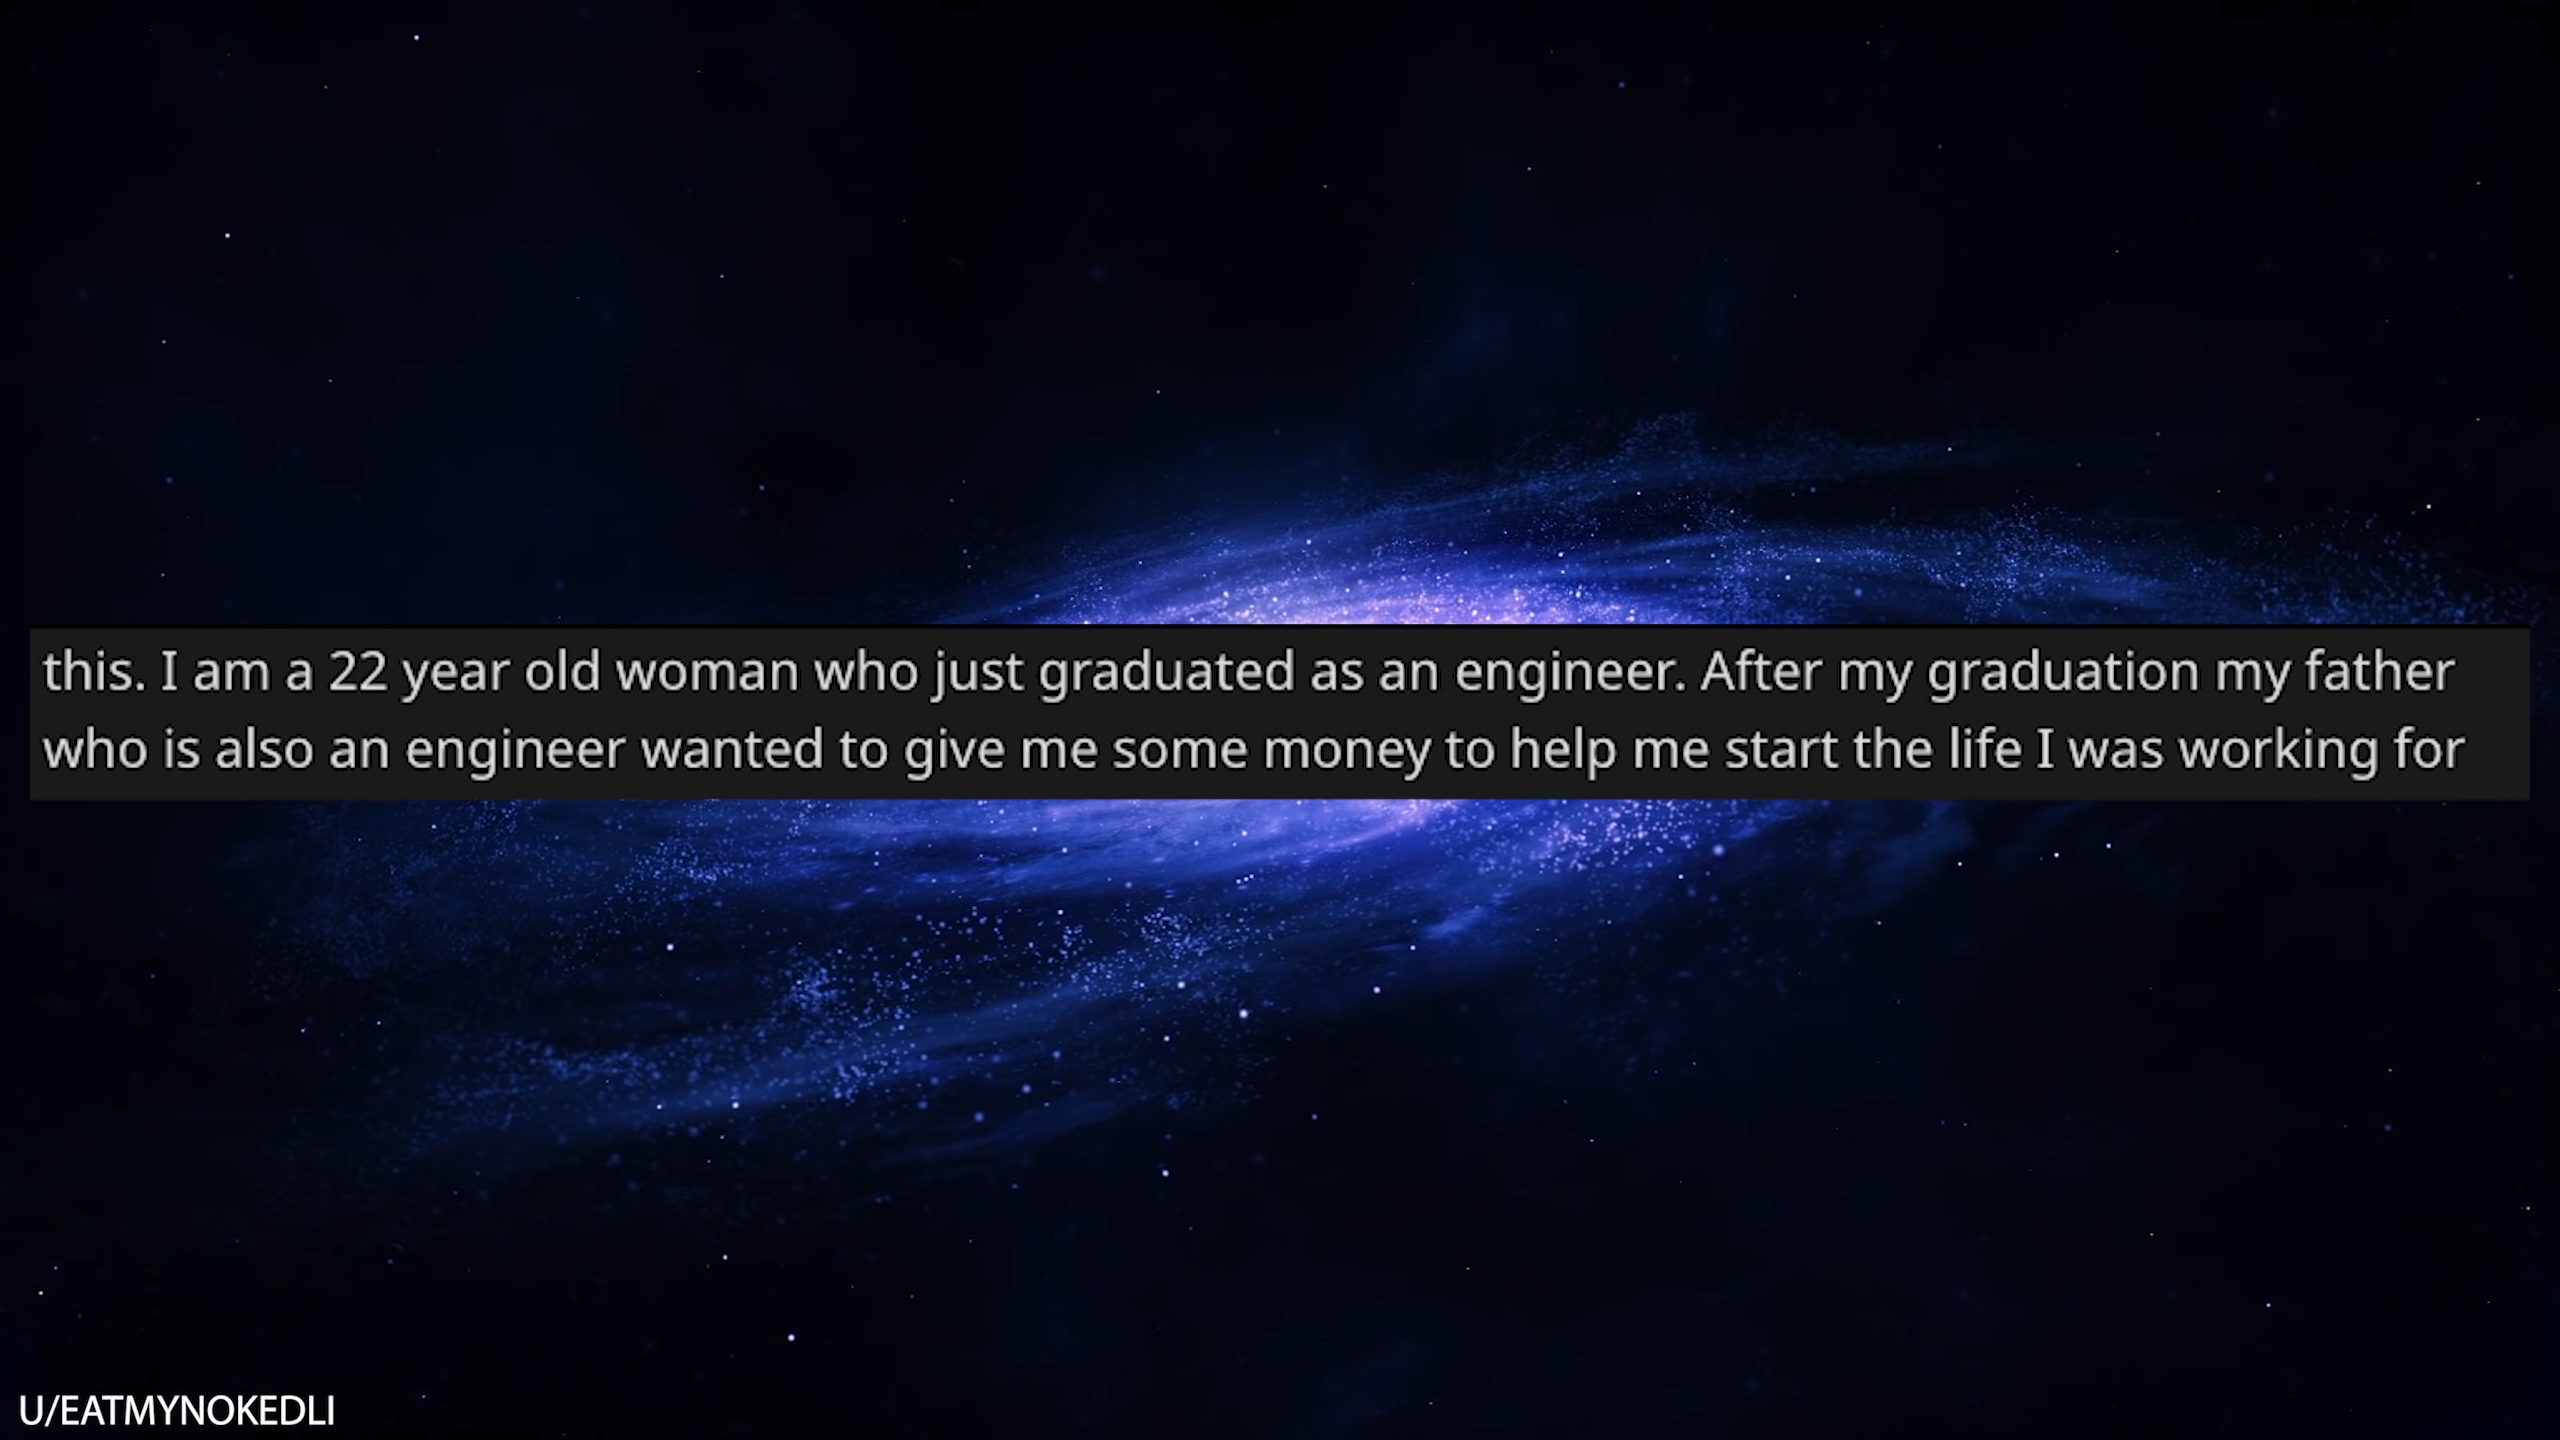 this. I am a 22 year old woman who just graduated as an engineer. After my graduation my father
who is also an engineer wanted to give me some money to help me start the life I was working for
U/EATMYNOKEDLI